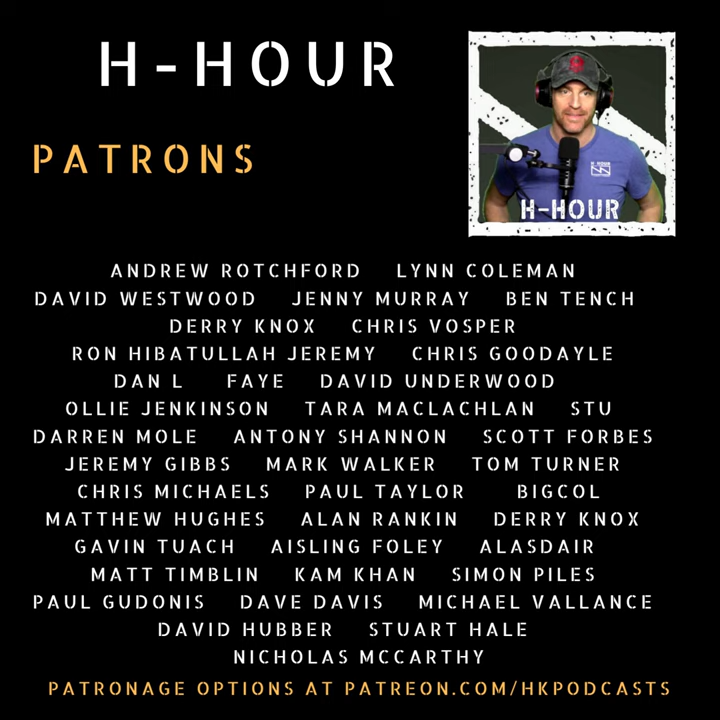 H-HOUR
PATRONS
H HOUR
H-HOUR
ANDREW ROTCHFORD LYNN COLEMAN
DAVID WESTWOOD JENNY MURRAY BEN TENCH
DERRY KNOX CHRIS VOSPER
RON HIBATULLAH JEREMY CHRIS GOODAYLE
DAN L FAYE DAVID UNDERWOOD
OLLIE JENKINSON TARA MACLACHLAN STU
DARREN MOLE ANTONY SHANNON SCOTT FORBES
JEREMY GIBBS MARK WALKER TOM TURNER
CHRIS MICHAELS PAUL TAYLOR BIGCOL
MATTHEW HUGHES ALAN RANKIN DERRY KNOX
GAVIN TUACH AISLING FOLEY ALASDAIR
MATT TIMBLIN KAM KHAN SIMON PILES
PAUL GUDONIS DAVE DAVIS MICHAEL VALLANCE
DAVID HUBBER STUART HALE
NICHOLAS MCCARTHY
PATRONAGE OPTIONS AT PATREON.COM/HKPODCASTS